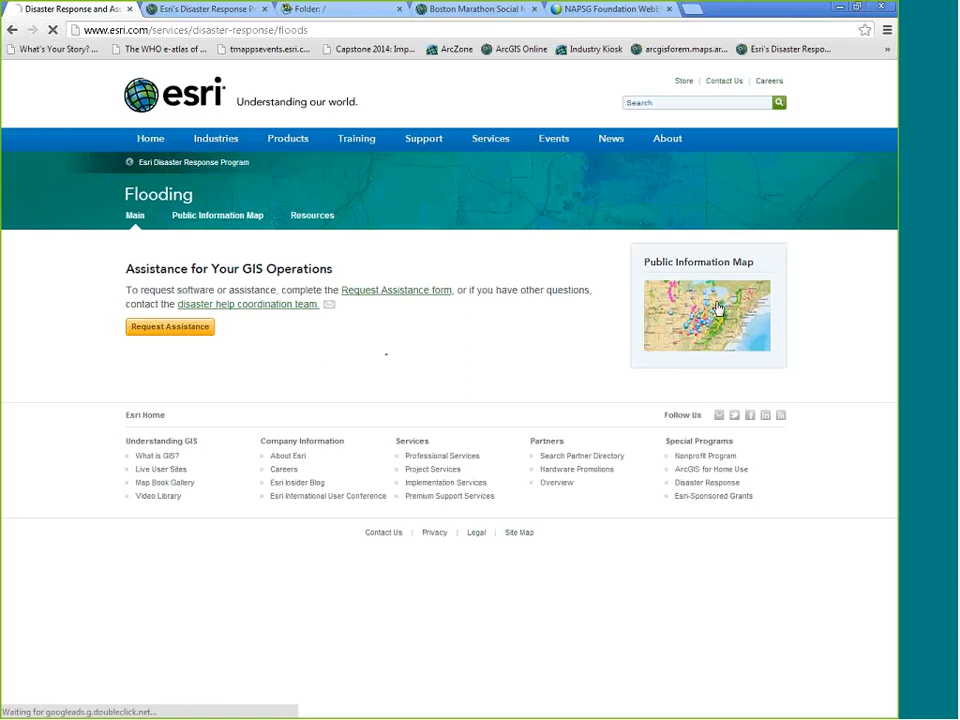 Disaster Response and As
Esri's Disaster Response P
Folder: /
Boston Marathon Social M
NAPSG Foundation WebE
www.esri.com/services/disaster-response/floods
What's Your Story? ...
The WHO e-atlas of ...
tmappsevents.esri.c...
Capstone 2014: Imp...
ArcZone
ArcGIS Online
Industry Kiosk
arcgisforem.maps.ar...
Esri's Disaster Respo...
»
esri
Understanding our world.
Store | Contact Us | Careers
Search
Home Industries Products Training Support Services Events News About
Esri Disaster Response Program
Flooding
Main Public Information Map Resources
Assistance for Your GIS Operations
To request software or assistance, complete the Request Assistance form, or if you have other questions,
contact the disaster help coordination team.
Request Assistance
Public Information Map
Esri Home
Follow Us
Understanding GIS
What is GIS?
Live User Sites
Map Book Gallery
Video Library
Company Information
About Esri
Careers
Esri Insider Blog
Esri International User Conference
Services
Professional Services
Project Services
Implementation Services
Premium Support Services
Partners
Search Partner Directory
Hardware Promotions
Overview
Special Programs
Nonprofit Program
ArcGIS for Home Use
Disaster Response
Esri-Sponsored Grants
Contact Us | Privacy | Legal | Site Map
Waiting for googleads.g.doubleclick.net...